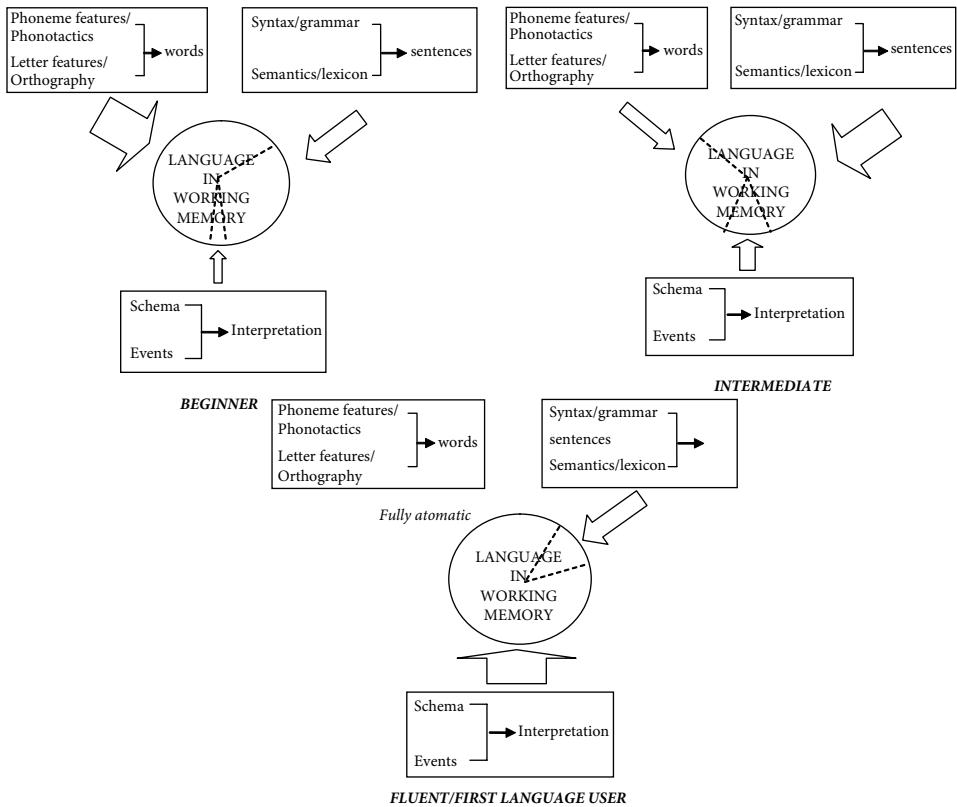 Phoneme features/
Phonotactics
Letter features/
Orthography
words
Syntax/grammar
Semantics/lexicon
sentences
LANGUAGE
IN
WORKING
MEMORY
Schema
Events
Interpretation
BEGINNER
Phoneme features/
Phonotactics
Letter features/
Orthography
words
Syntax/grammar
Semantics/lexicon
sentences
LANGUAGE
IN
WORKING
MEMORY
Schema
Events
Interpretation
INTERMEDIATE
Phoneme features/
Phonotactics
Letter features/
Orthography
words
Syntax/grammar
sentences
Semantics/lexicon
Fully atomatic
LANGUAGE
IN
WORKING
MEMORY
Schema
Events
Interpretation
FLUENT/FIRST LANGUAGE USER